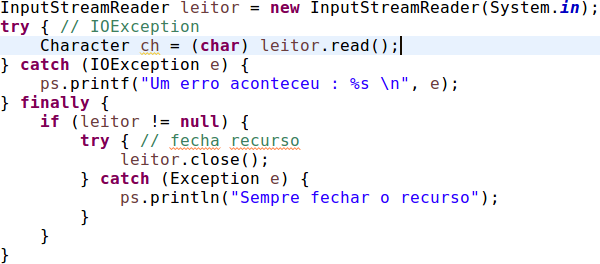 InputStreamReader leitor = new InputStreamReader(System.in);
try { // IOException
    Character ch = (char) leitor.read();
} catch (IOException e) {
    ps.printf("Um erro aconteceu : %s \n", e);
} finally {
    if (leitor != null) {
        try { // fecha recurso
            leitor.close();
        } catch (Exception e) {
            ps.println("Sempre fechar o recurso");
        }
    }
}